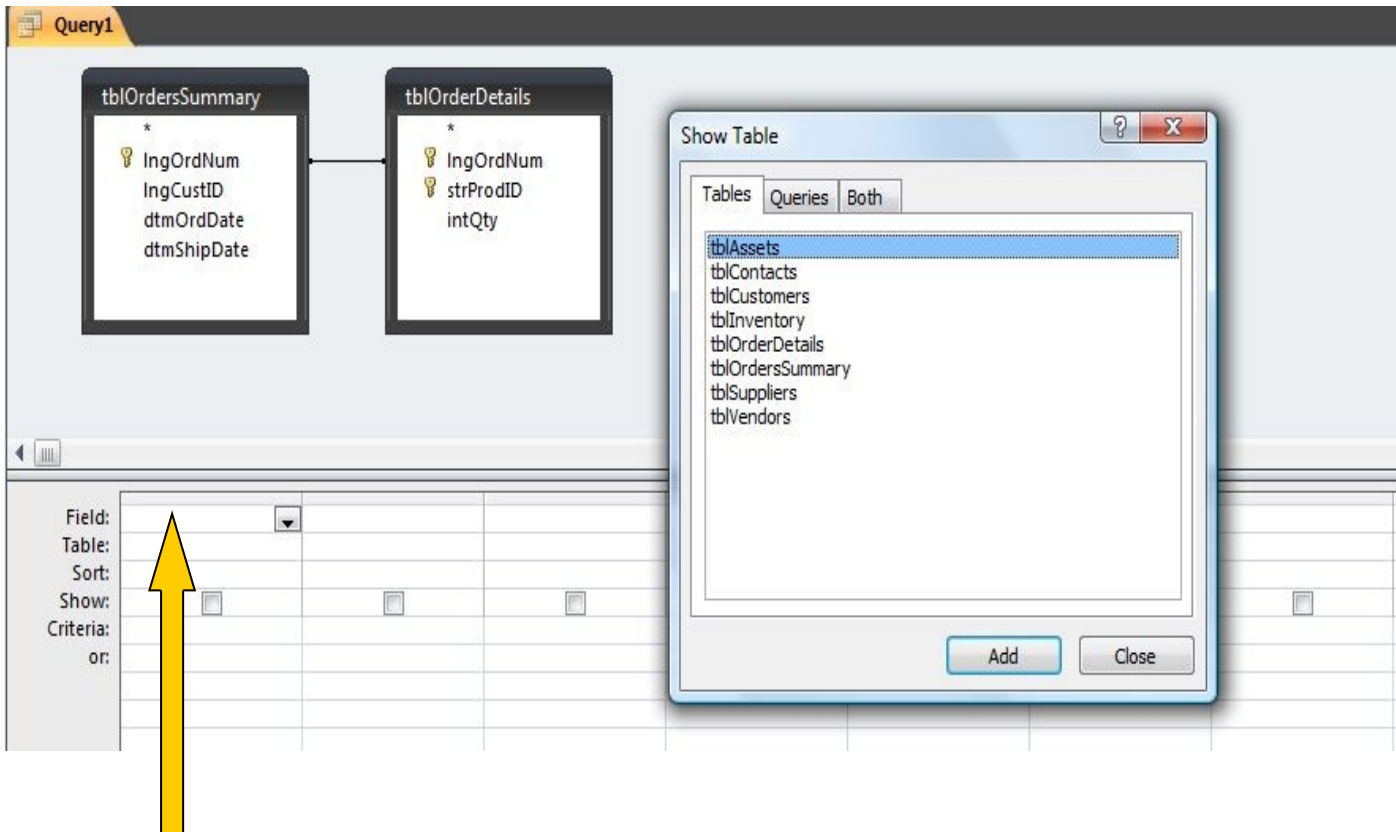 Query1
tblOrdersSummary
*
lngOrdNum
lngCustID
dtmOrdDate
dtmShipDate
tblOrderDetails
*
lngOrdNum
strProdID
intQty
Show Table
?
X
Tables
Queries
Both
tblAssets
tblContacts
tblCustomers
tblInventory
tblOrderDetails
tblOrdersSummary
tblSuppliers
tblVendors
Add
Close
Field:
Table:
Sort:
Show:
Criteria:
or: